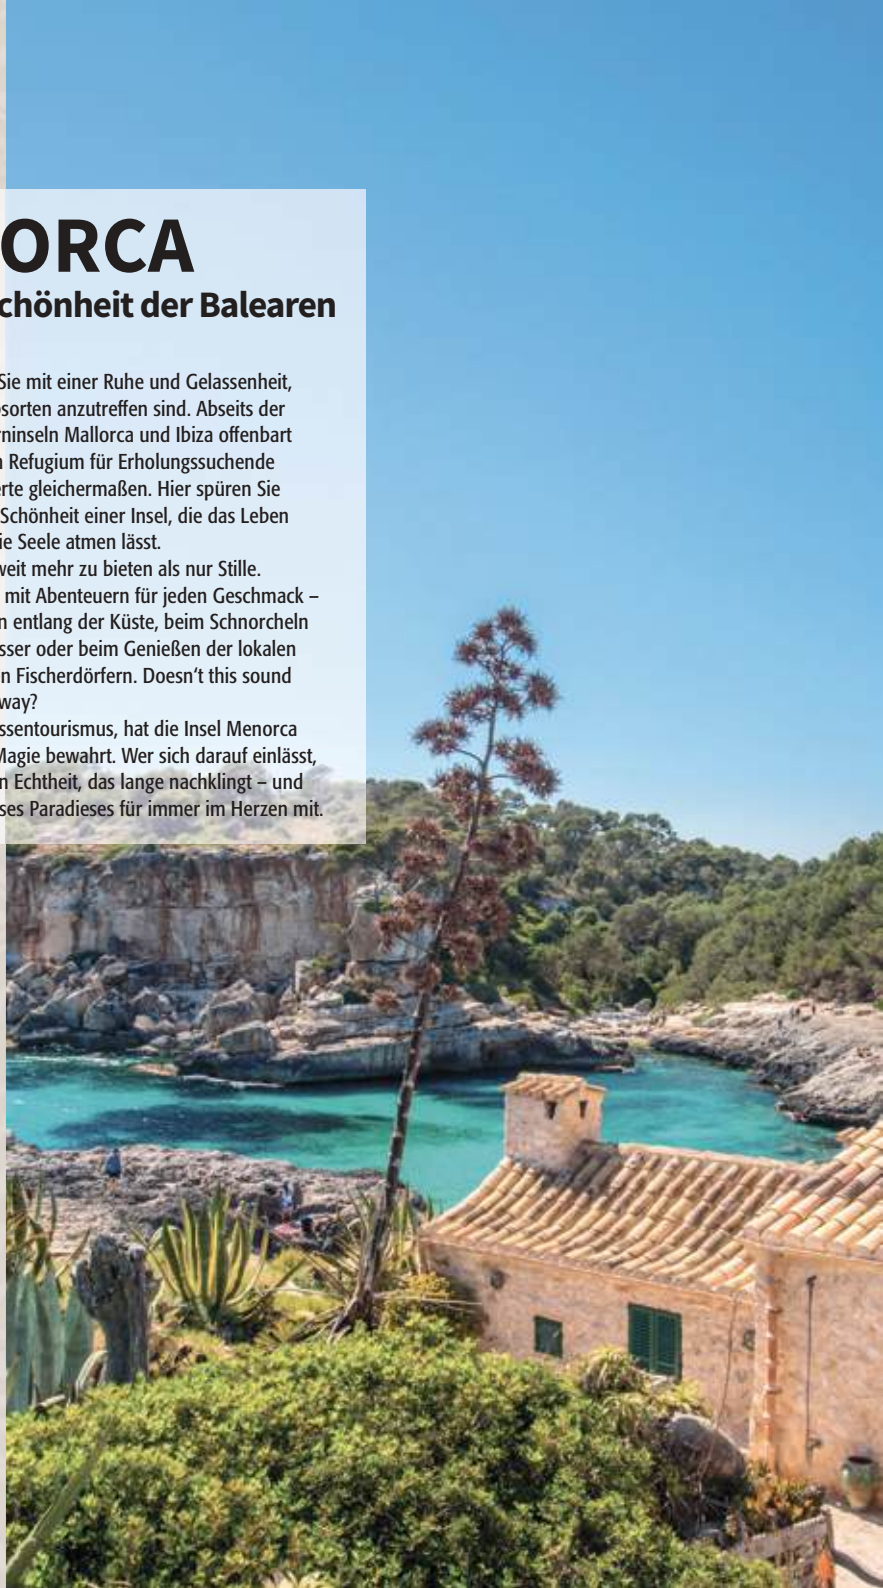 ORCA
chönheit der Balearen
Sie mit einer Ruhe und Gelassenheit,
sorten anzutreffen sind. Abseits der
ninseln Mallorca und Ibiza offenbart
Refugium für Erholungssuchende
rte gleichermaßen. Hier spüren Sie
Schönheit einer Insel, die das Leben
ie Seele atmen lässt.
weit mehr zu bieten als nur Stille.
mit Abenteuern für jeden Geschmack –
n entlang der Küste, beim Schnorcheln
sser oder beim Genießen der lokalen
n Fischerdörfern. Doesn‘t this sound
way?
ssentourismus, hat die Insel Menorca
Magie bewahrt. Wer sich darauf einlässt,
n Echtheit, das lange nachklingt – und
ses Paradieses für immer im Herzen mit.